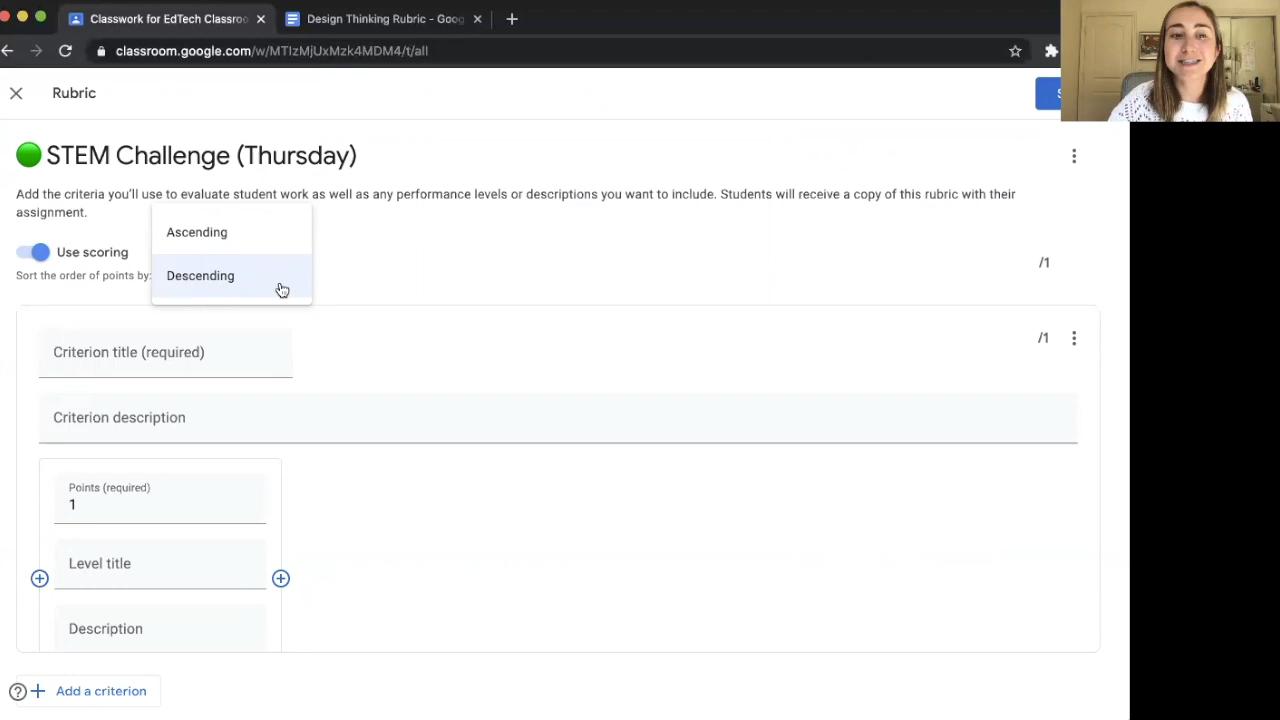 Classwork for EdTech Classroo
Design Thinking Rubric - Goog
classroom.google.com/w/MTIzMjUxMzk4MDM4/t/all
Rubric
S
STEM Challenge (Thursday)
Add the criteria you'll use to evaluate student work as well as any performance levels or descriptions you want to include. Students will receive a copy of this rubric with their
assignment.
Ascending
Use scoring
/1
Sort the order of points by:
Descending
Criterion title (required)
/1
Criterion description
Points (required)
1
Level title
Description
Add a criterion